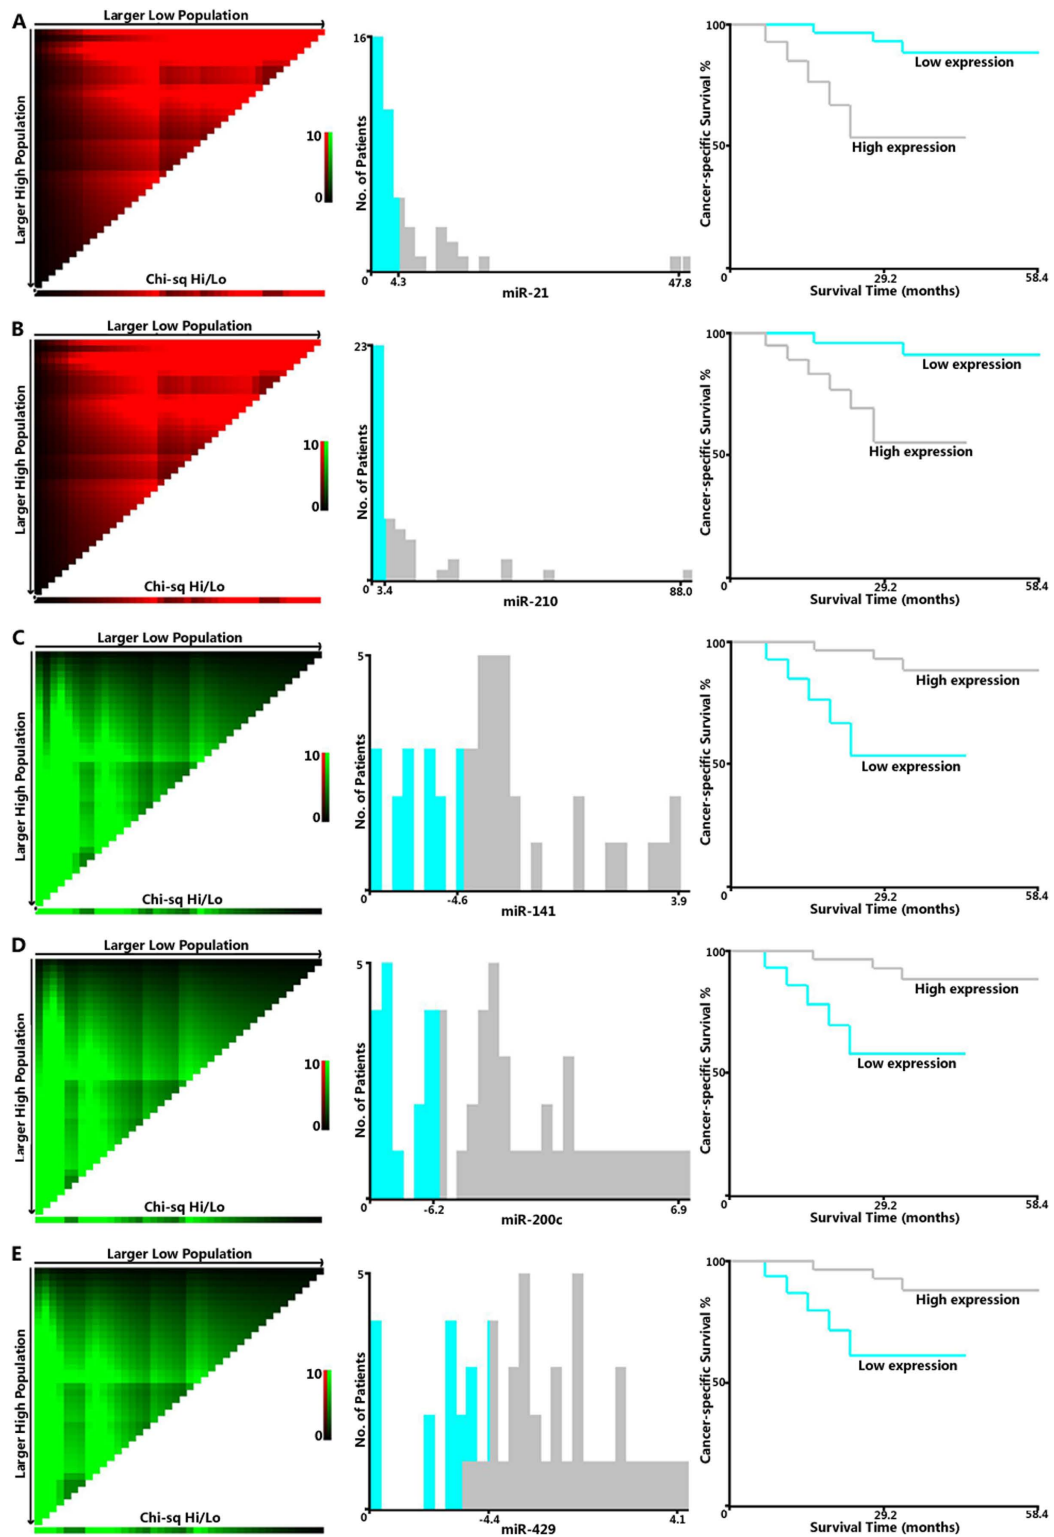 A
Larger Low Population
Larger High Population
10
0
Chi-sq Hi/Lo
16
No. of Patients
0 4.3 47.8
miR-21
100
50
Cancer-specific Survival %
Low expression
High expression
0 29.2 58.4
Survival Time (months)
B
Larger Low Population
Larger High Population
10
0
Chi-sq Hi/Lo
23
No. of Patients
0 3.4 88.0
miR-210
100
50
Cancer-specific Survival %
Low expression
High expression
0 29.2 58.4
Survival Time (months)
C
Larger Low Population
Larger High Population
10
0
Chi-sq Hi/Lo
5
No. of Patients
0 -4.6 3.9
miR-141
100
50
Cancer-specific Survival %
High expression
Low expression
0 29.2 58.4
Survival Time (months)
D
Larger Low Population
Larger High Population
10
0
Chi-sq Hi/Lo
5
No. of Patients
0 -6.2 6.9
miR-200c
100
50
Cancer-specific Survival %
High expression
Low expression
0 29.2 58.4
Survival Time (months)
E
Larger Low Population
Larger High Population
10
0
Chi-sq Hi/Lo
5
No. of Patients
0 -4.4 4.1
miR-429
100
50
Cancer-specific Survival %
High expression
Low expression
0 29.2 58.4
Survival Time (months)